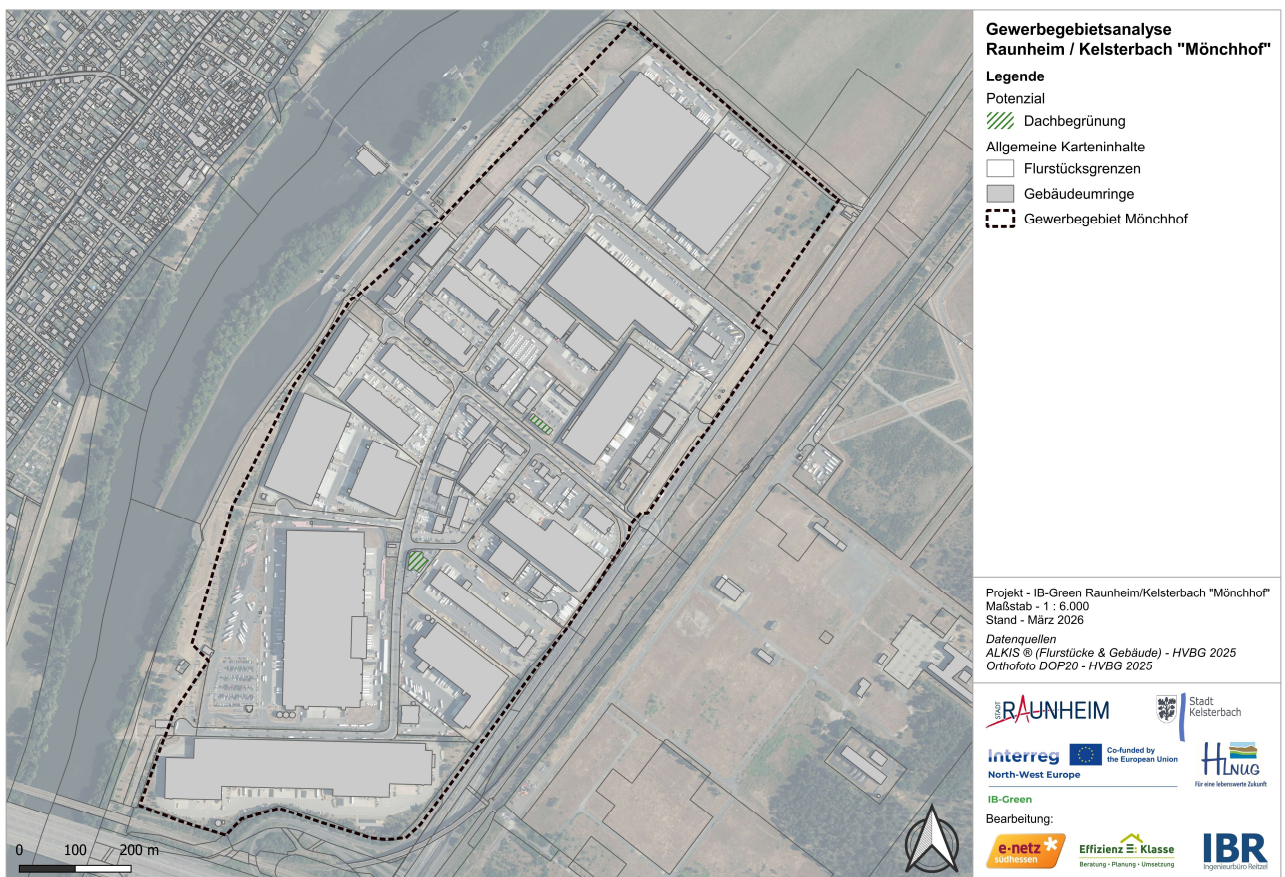 Gewerbegebietsanalyse
Raunheim / Kelsterbach "Mönchhof"
Legende
Potenzial
Dachbegrünung
Allgemeine Karteninhalte
Flurstücksgrenzen
Gebäudeumringe
Gewerbegebiet Mönchhof
Projekt - IB-Green Raunheim/Kelsterbach "Mönchhof"
Maßstab - 1 : 6.000
Stand - März 2026
Datenquellen
ALKIS ® (Flurstücke & Gebäude) - HVBG 2025
Orthofoto DOP20 - HVBG 2025
STADT RAUNHEIM
Stadt
Kelsterbach
Interreg
Co-funded by
the European Union
North-West Europe
HLNUG
Für eine lebenswerte Zukunft
IB-Green
Bearbeitung:
e-netz
südhessen
Effizienz Klasse
Beratung • Planung • Umsetzung
IBR
Ingenieurbüro Reitzel
0 100 200 m